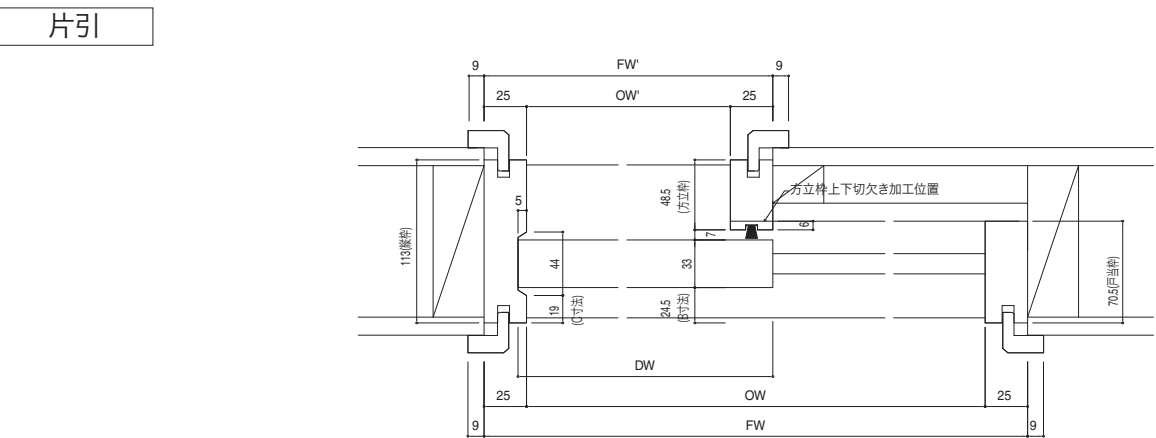 片引
9 FW' 9
25 OW' 25
方立枠上下切欠き加工位置
48.5
(方立枠)
5
6
7
113(縦枠)
44
33
70.5(戸当枠)
19
(C寸法)
24.5
(B寸法)
DW
25 OW 25
9 FW 9